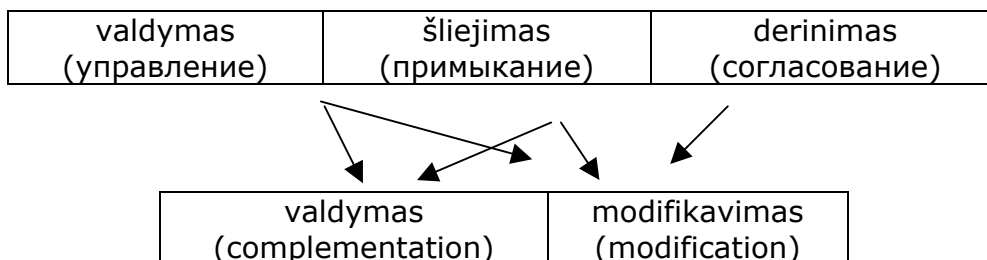 valdymas
(управление)
šliejimas
(примыкание)
derinimas
(согласование)
valdymas
(complementation)
modifikavimas
(modification)